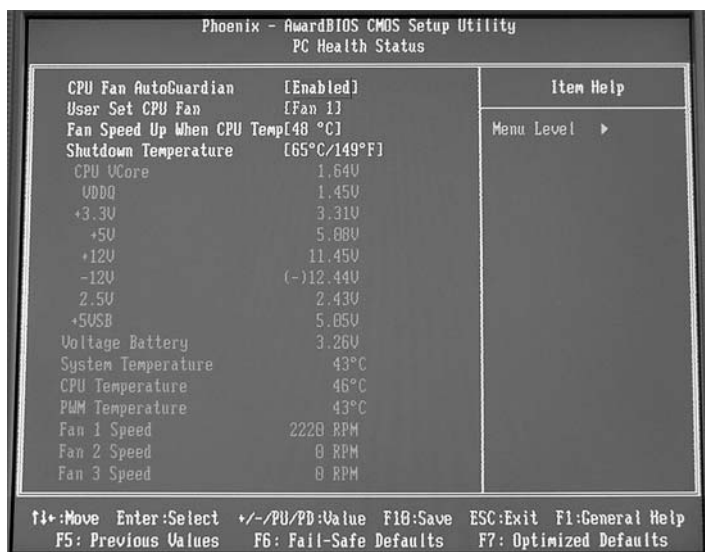 Phoenix - AwardBIOS CMOS Setup Utility
PC Health Status
CPU Fan AutoGuardian [Enabled]
User Set CPU Fan [Fan 1]
Fan Speed Up When CPU Temp[48 °C]
Shutdown Temperature [65°C/149°F]
CPU VCore 1.64V
VDDQ 1.45V
+3.3V 3.31V
+5V 5.08V
+12V 11.45V
-12V (-)12.44V
2.5V 2.43V
+5VSB 5.05V
Voltage Battery 3.26V
System Temperature 43°C
CPU Temperature 46°C
PWM Temperature 43°C
Fan 1 Speed 2220 RPM
Fan 2 Speed 0 RPM
Fan 3 Speed 0 RPM
Item Help
Menu Level ▶
↑↓←:Move Enter:Select +/-/PU/PD:Value F10:Save ESC:Exit F1:General Help
F5: Previous Values F6: Fail-Safe Defaults F7: Optimized Defaults